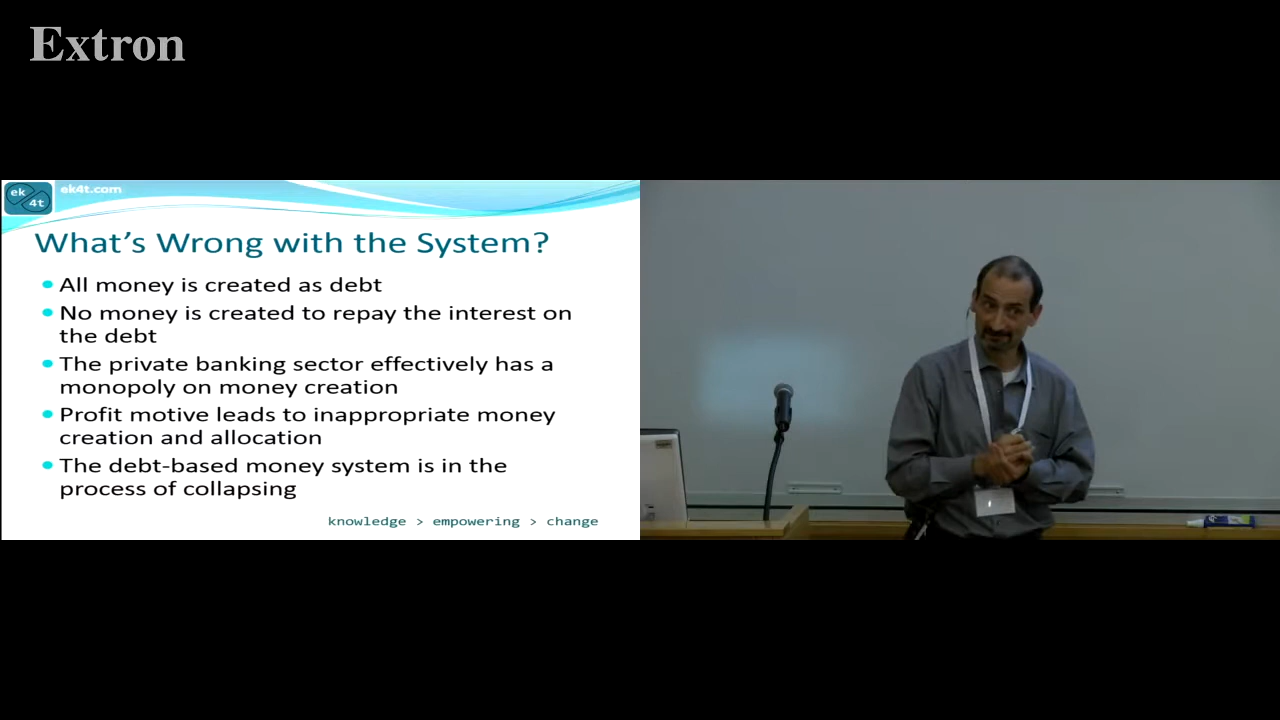 Extron
ek
4t
ek4t.com
What's Wrong with the System?
All money is created as debt
No money is created to repay the interest on
the debt
The private banking sector effectively has a
monopoly on money creation
Profit motive leads to inappropriate money
creation and allocation
The debt-based money system is in the
process of collapsing
knowledge > empowering > change